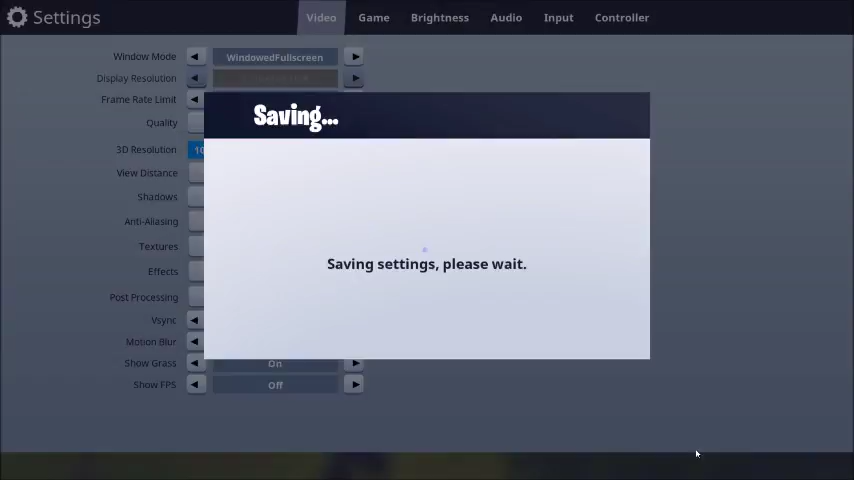 Settings
Video Game Brightness Audio Input Controller
Window Mode WindowedFullscreen
Display Resolution
Frame Rate Limit
Saving...
Quality
3D Resolution 10
View Distance
Shadows
Anti-Aliasing
Textures
Saving settings, please wait.
Effects
Post Processing
Vsync
Motion Blur
Show Grass On
Show FPS Off